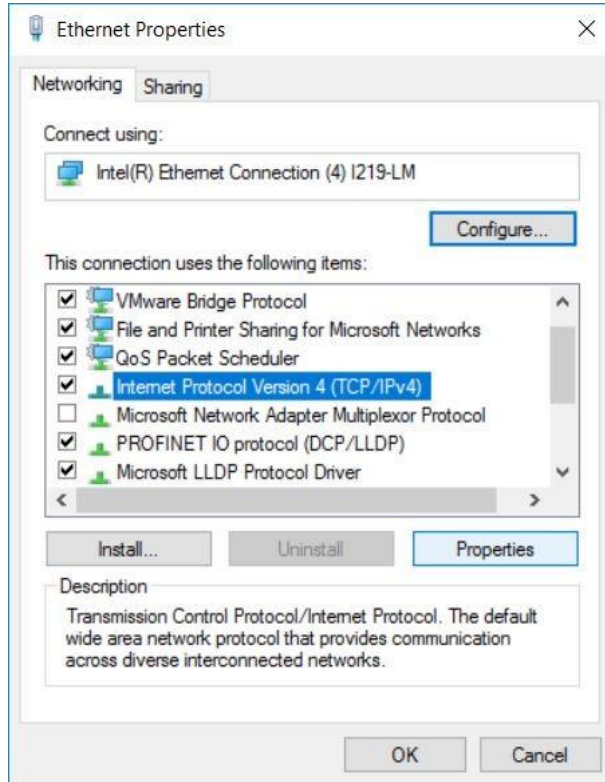 Ethernet Properties
Networking
Sharing
Connect using:
Intel(R) Ethernet Connection (4) I219-LM
Configure...
This connection uses the following items:
VMware Bridge Protocol
File and Printer Sharing for Microsoft Networks
QoS Packet Scheduler
Internet Protocol Version 4 (TCP/IPv4)
Microsoft Network Adapter Multiplexor Protocol
PROFINET IO protocol (DCP/LLDP)
Microsoft LLDP Protocol Driver
Install...
Uninstall
Properties
Description
Transmission Control Protocol/Internet Protocol. The default
wide area network protocol that provides communication
across diverse interconnected networks.
OK
Cancel